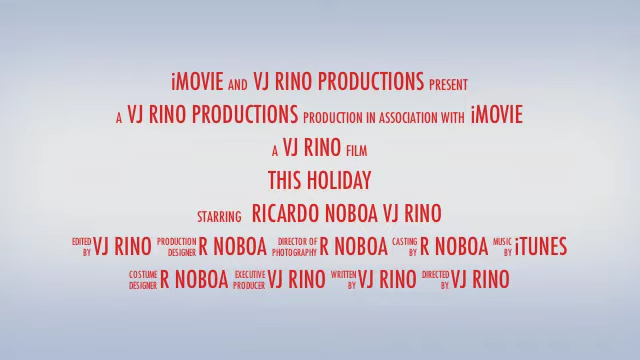 iMOVIE AND VJ RINO PRODUCTIONS PRESENT
A VJ RINO PRODUCTIONS PRODUCTION IN ASSOCIATION WITH iMOVIE
A VJ RINO FILM
THIS HOLIDAY
STARRING RICARDO NOBOA VJ RINO
EDITED BY VJ RINO PRODUCTION DESIGNER R NOBOA DIRECTOR OF PHOTOGRAPHY R NOBOA CASTING BY R NOBOA MUSIC BY iTUNES
COSTUME DESIGNER R NOBOA EXECUTIVE PRODUCER VJ RINO WRITTEN BY VJ RINO DIRECTED BY VJ RINO